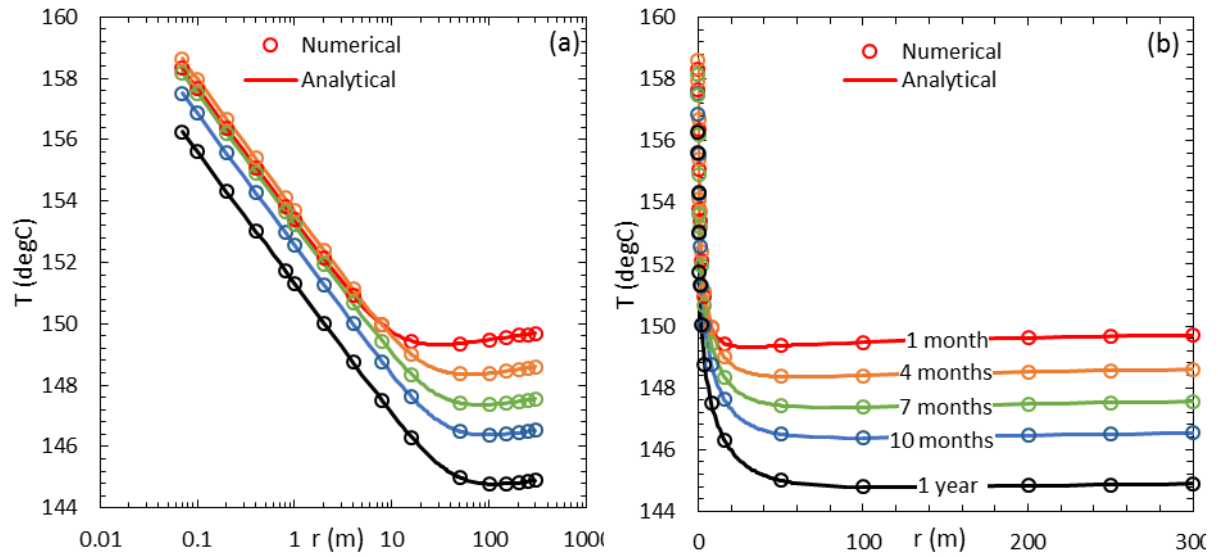 160
158
156
154
152
150
148
146
144
T (degC)
0.01
0.1
1
10
100
1000
r (m)
Numerical
Analytical
(a)
160
158
156
154
152
150
148
146
144
T (degC)
0
100
200
300
r (m)
Numerical
Analytical
(b)
1 month
4 months
7 months
10 months
1 year